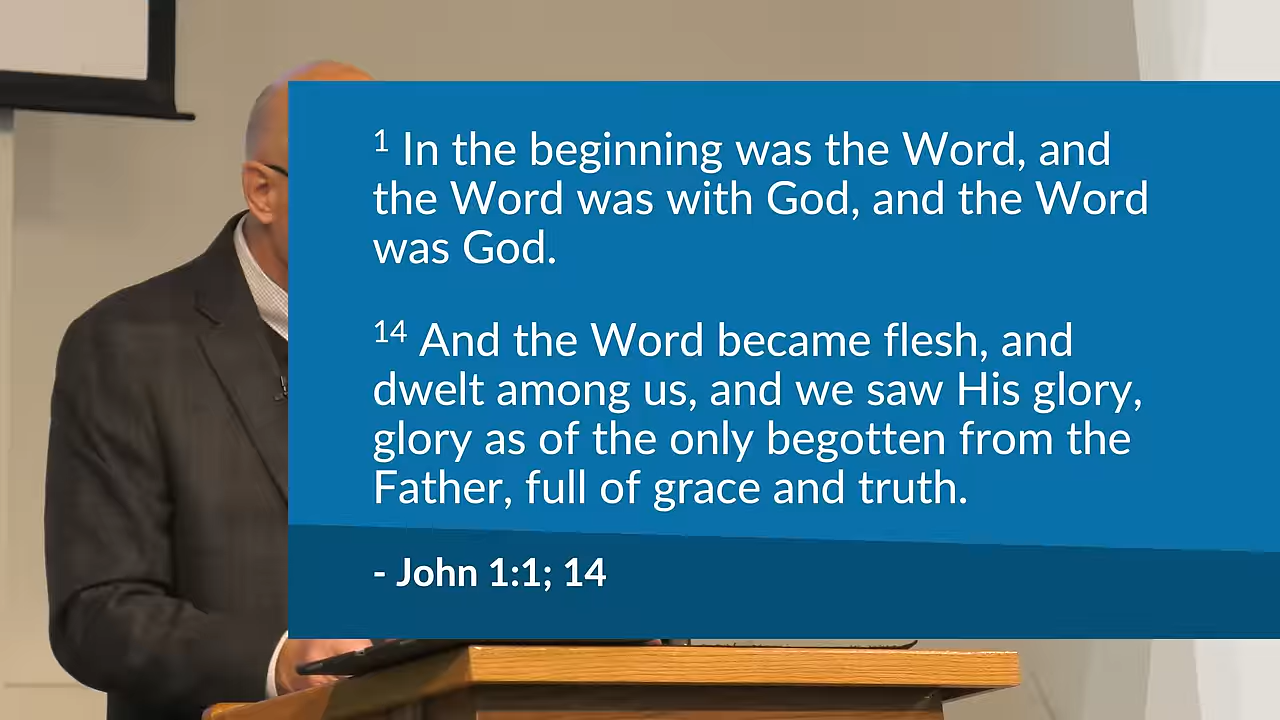 1 In the beginning was the Word, and
the Word was with God, and the Word
was God.
14 And the Word became flesh, and
dwelt among us, and we saw His glory,
glory as of the only begotten from the
Father, full of grace and truth.
- John 1:1; 14